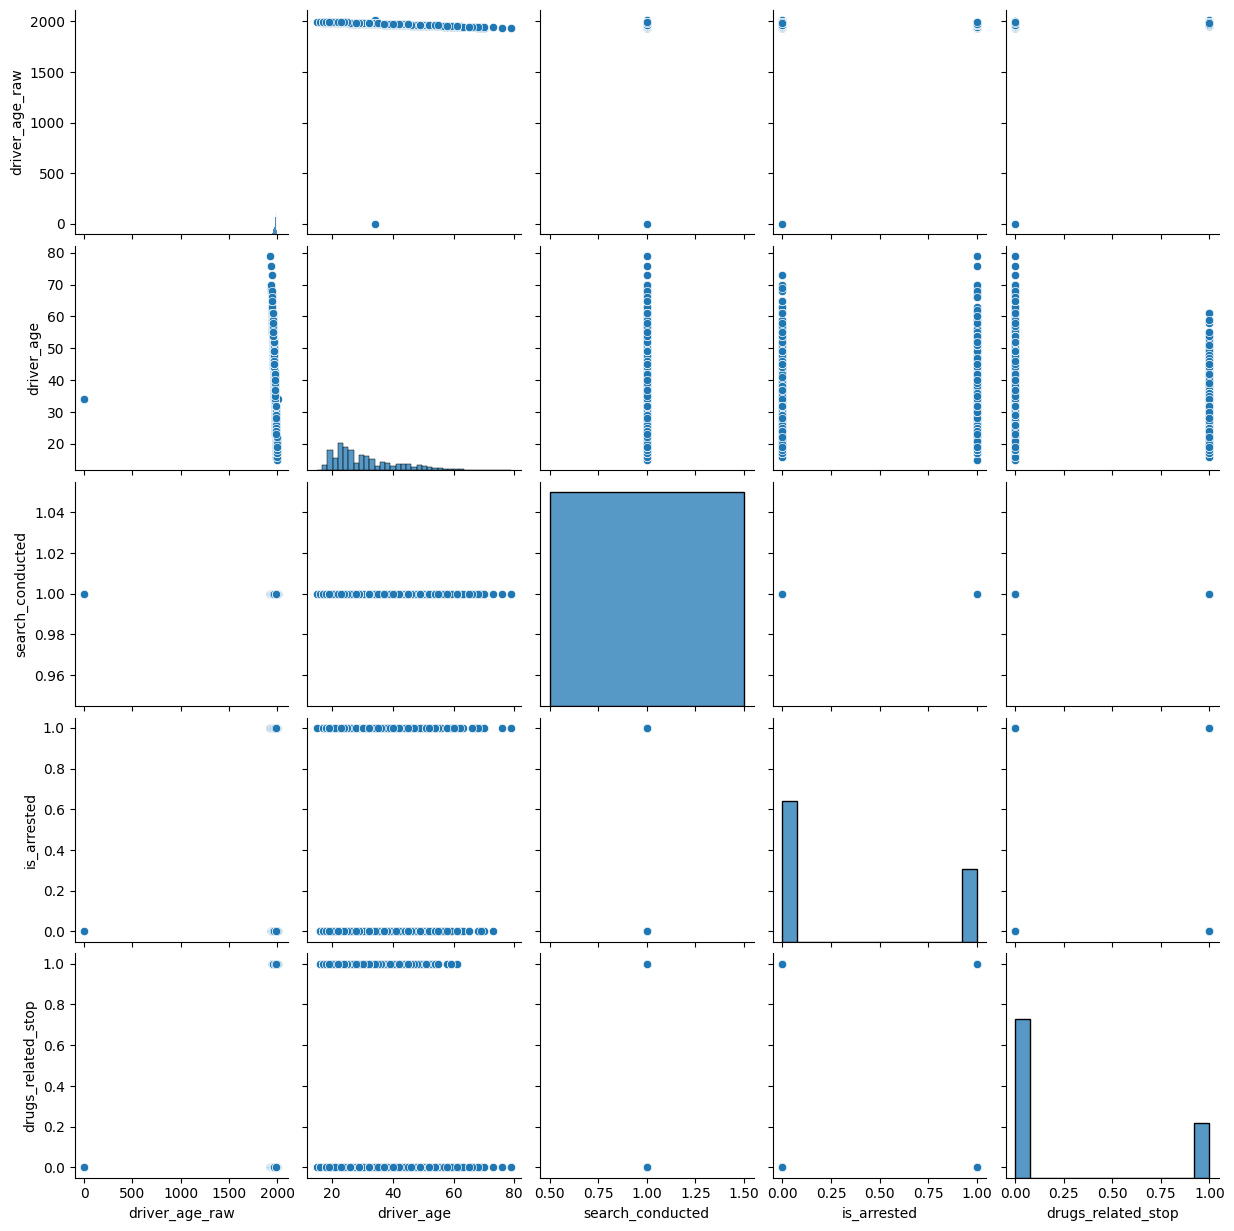 2000
1500
1000
500
0
driver_age_raw
80
70
60
50
40
30
20
driver_age
1.04
1.02
1.00
0.98
0.96
search_conducted
1.0
0.8
0.6
0.4
0.2
0.0
is_arrested
1.0
0.8
0.6
0.4
0.2
0.0
drugs_related_stop
0 500 1000 1500 2000
20 40 60 80
0.50 0.75 1.00 1.25 1.50
0.00 0.25 0.50 0.75 1.00
0.00 0.25 0.50 0.75 1.00
driver_age_raw
driver_age
search_conducted
is_arrested
drugs_related_stop